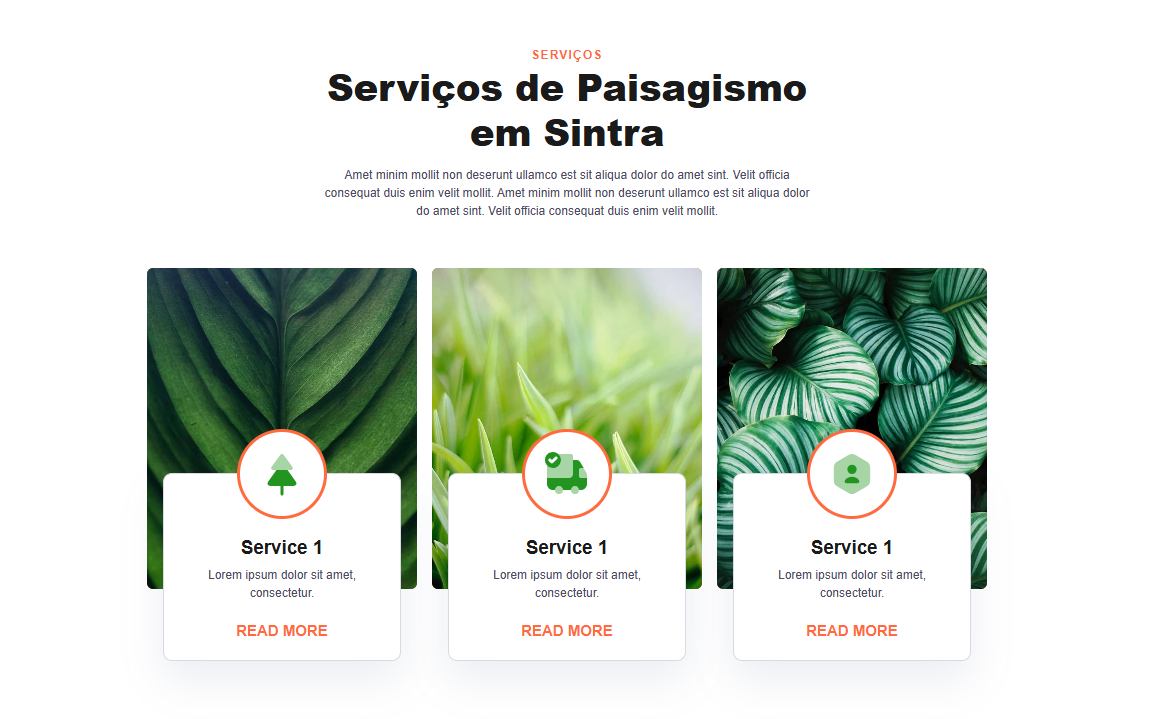 SERVIÇOS
Serviços de Paisagismo
em Sintra
Amet minim mollit non deserunt ullamco est sit aliqua dolor do amet sint. Velit officia
consequat duis enim velit mollit. Amet minim mollit non deserunt ullamco est sit aliqua dolor
do amet sint. Velit officia consequat duis enim velit mollit.
Service 1
Lorem ipsum dolor sit amet,
consectetur.
READ MORE
Service 1
Lorem ipsum dolor sit amet,
consectetur.
READ MORE
Service 1
Lorem ipsum dolor sit amet,
consectetur.
READ MORE